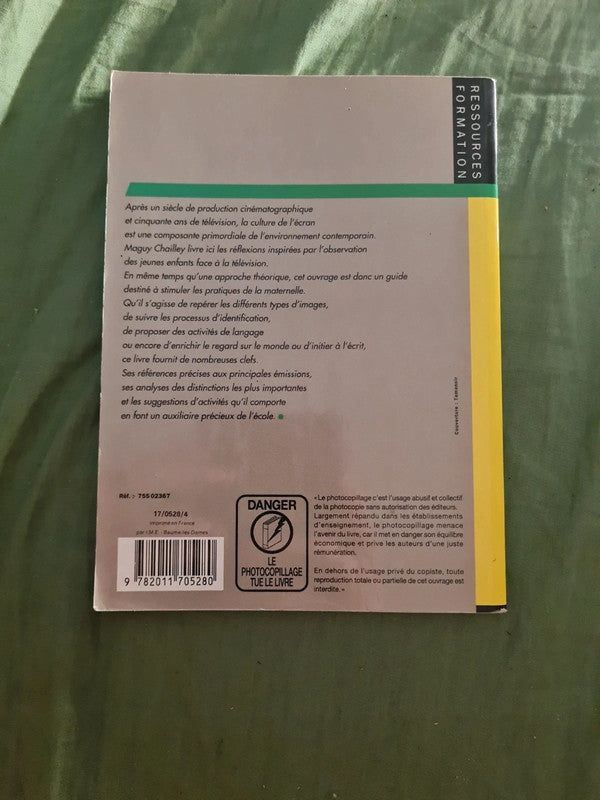 RESSOURCES
FORMATION
Après un siècle de production cinématographique
et cinquante ans de télévision, la culture de l'écran
est une composante primordiale de l'environnement contemporain.
Maguy Chailley livre ici les réflexions inspirées par l'observation
des jeunes enfants face à la télévision.
En même temps qu'une approche théorique, cet ouvrage est donc un guide
destiné à stimuler les pratiques de la maternelle.
Qu'il s'agisse de repérer les différents types d'images,
de suivre les processus d'identification,
de proposer des activités de langage
ou encore d'enrichir le regard sur le monde ou d'initier à l'écrit,
ce livre fournit de nombreuses clefs.
Ses références précises aux principales émissions,
ses analyses des distinctions les plus importantes
et les suggestions d'activités qu'il comporte
en font un auxiliaire précieux de l'école.
Couverture : Tamanoir
Réf. : 755 02367
17/0528/4
Imprimé en France
par I.M.E. - Baume-les-Dames
9 782011 705280
DANGER
LE
PHOTOCOPILLAGE
TUE LE LIVRE
« Le photocopillage c'est l'usage abusif et collectif
de la photocopie sans autorisation des éditeurs.
Largement répandu dans les établissements
d'enseignement, le photocopillage menace
l'avenir du livre, car il met en danger son équilibre
économique et prive les auteurs d'une juste
rémunération.
En dehors de l'usage privé du copiste, toute
reproduction totale ou partielle de cet ouvrage est
interdite. »